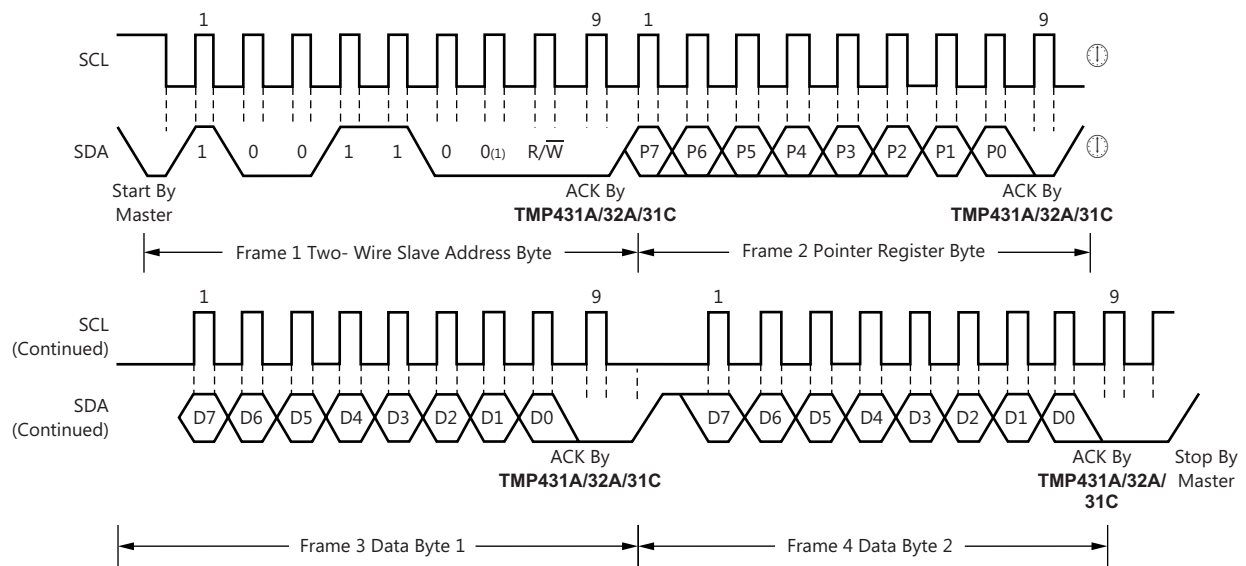 1 9 1 9
SCL
SDA 1 0 0 1 1 0 0(1) R/W̅ P7 P6 P5 P4 P3 P2 P1 P0
Start By
Master
ACK By
TMP431A/32A/31C
ACK By
TMP431A/32A/31C
Frame 1 Two- Wire Slave Address Byte
Frame 2 Pointer Register Byte
1 9 1 9
SCL
(Continued)
SDA
(Continued)
D7 D6 D5 D4 D3 D2 D1 D0 D7 D6 D5 D4 D3 D2 D1 D0
ACK By
TMP431A/32A/31C
ACK By
TMP431A/32A/
31C
Stop By
Master
Frame 3 Data Byte 1
Frame 4 Data Byte 2